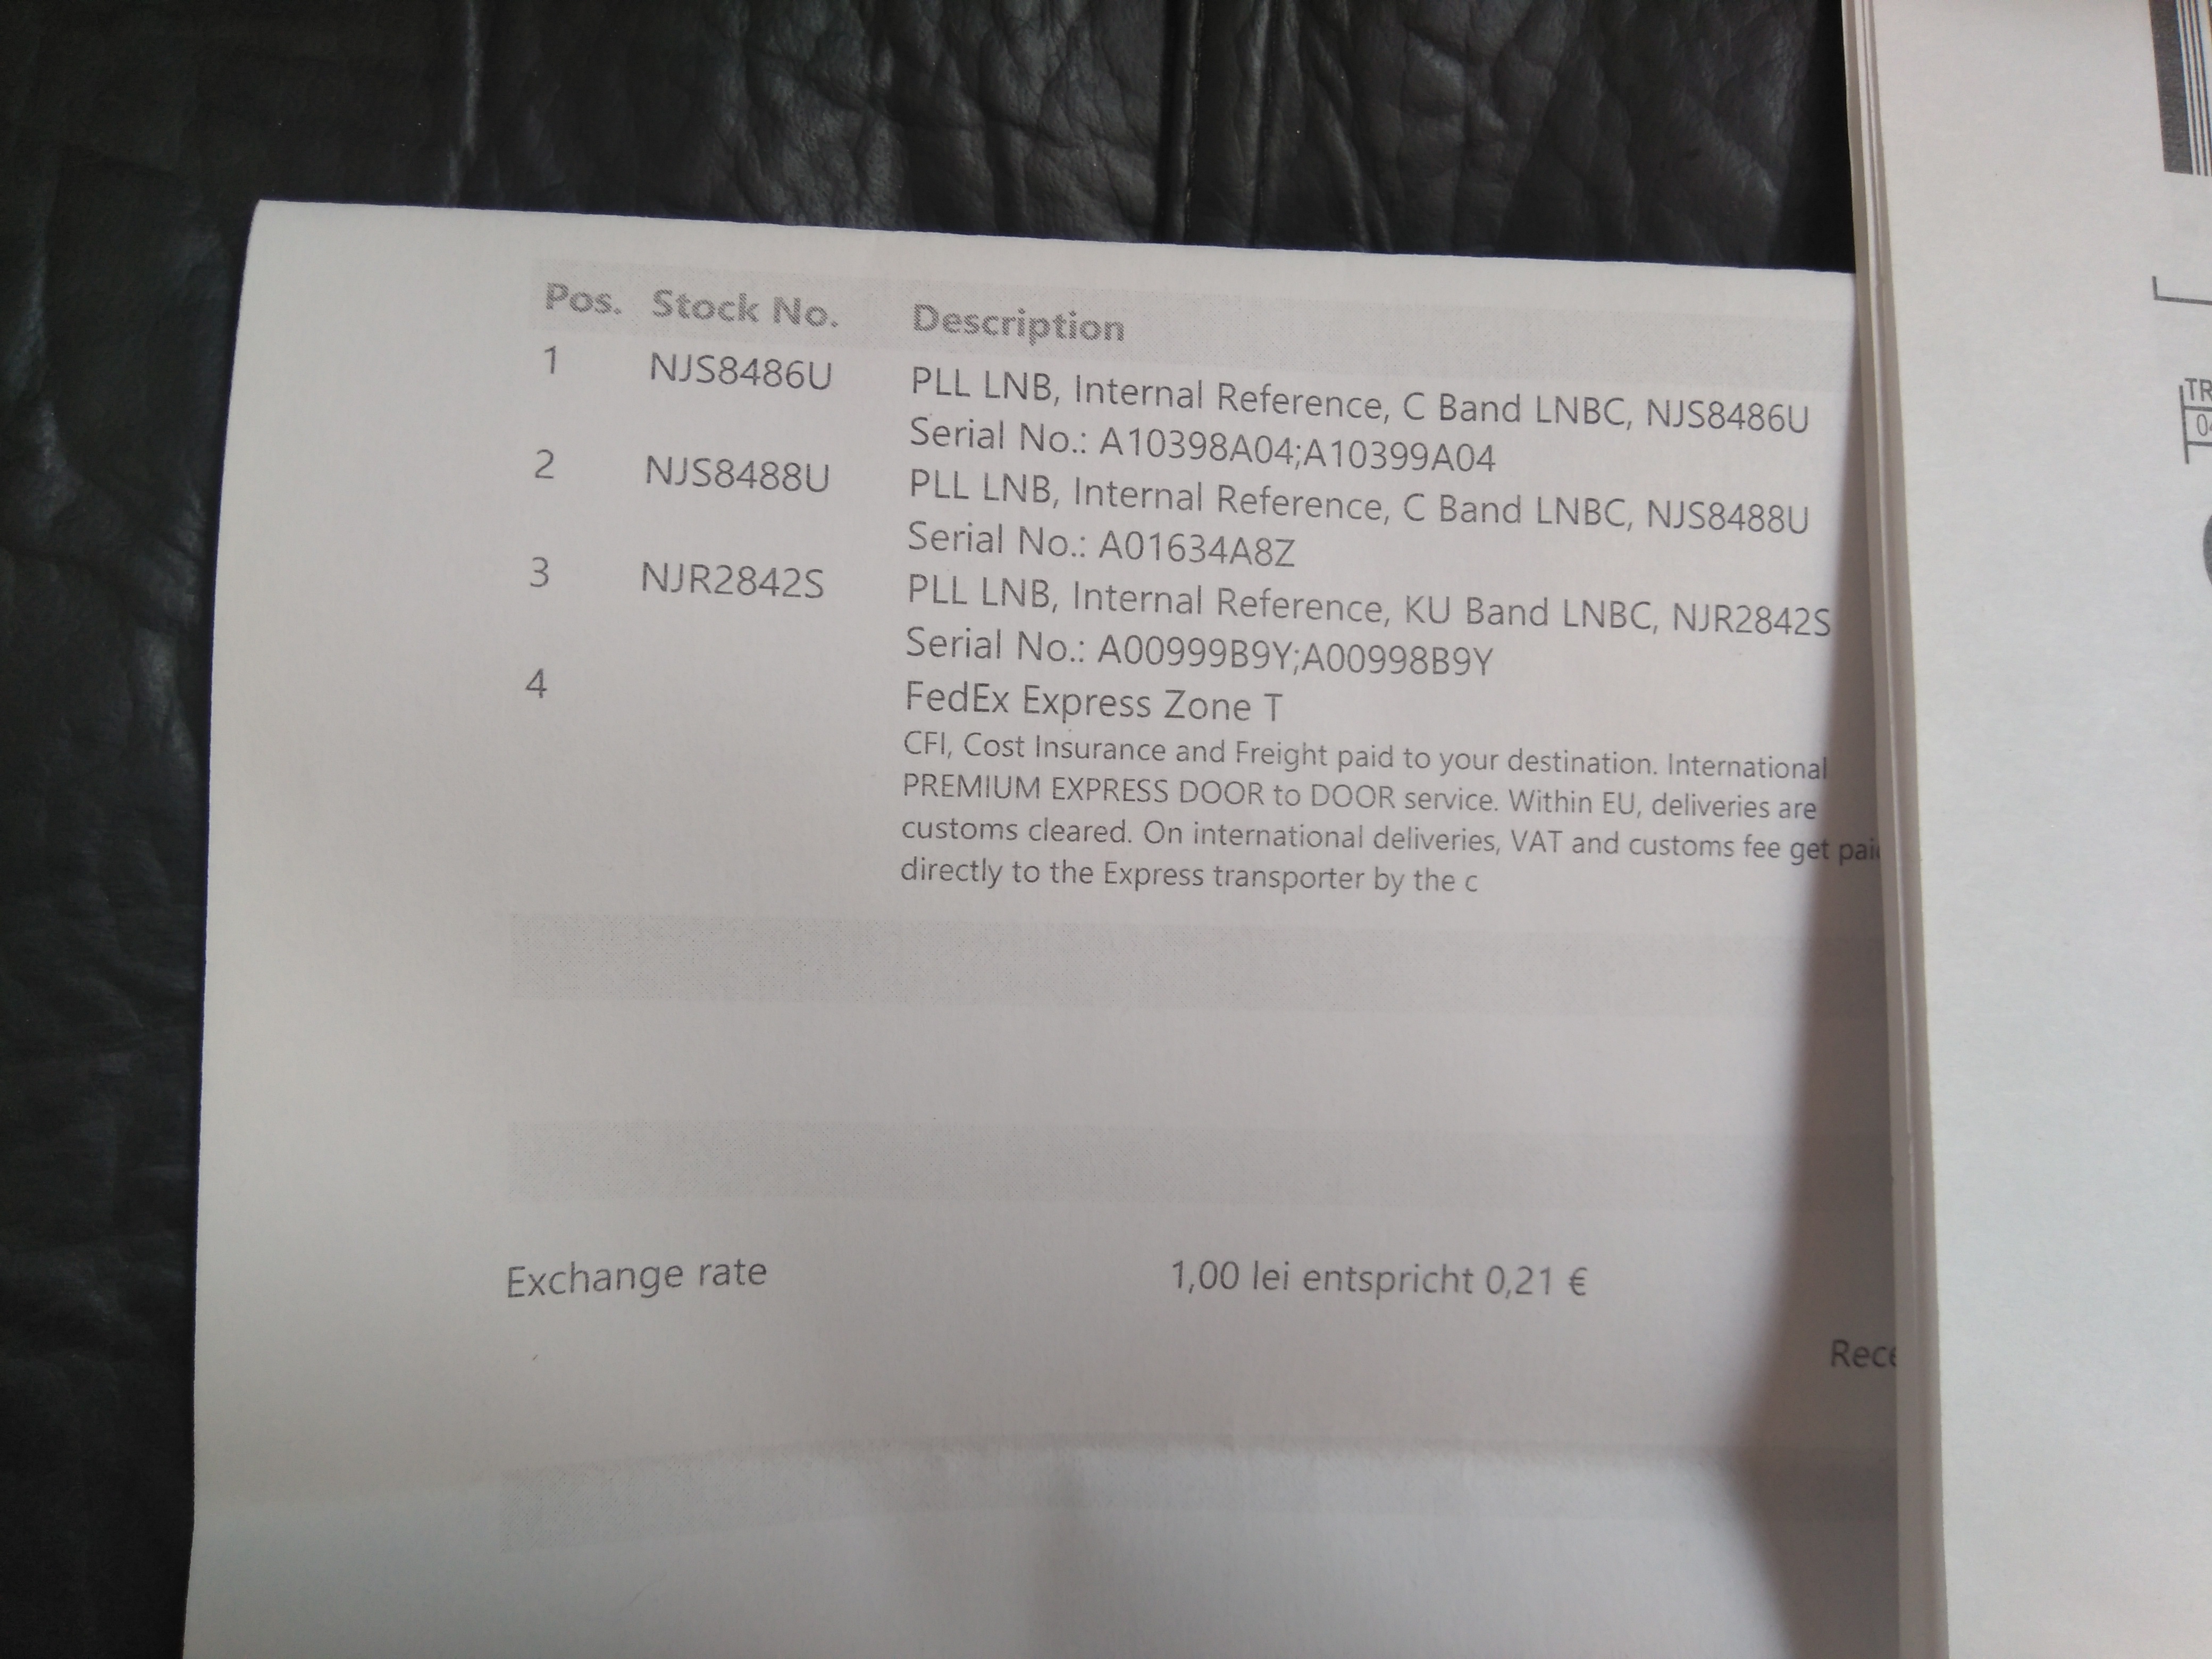 Pos. Stock No. Description
1 NJS8486U PLL LNB, Internal Reference, C Band LNBC, NJS8486U
Serial No.: A10398A04;A10399A04
2 NJS8488U PLL LNB, Internal Reference, C Band LNBC, NJS8488U
Serial No.: A01634A8Z
3 NJR2842S PLL LNB, Internal Reference, KU Band LNBC, NJR2842S
Serial No.: A00999B9Y;A00998B9Y
4 FedEx Express Zone T
CFI, Cost Insurance and Freight paid to your destination. International
PREMIUM EXPRESS DOOR to DOOR service. Within EU, deliveries are
customs cleared. On international deliveries, VAT and customs fee get paid
directly to the Express transporter by the c
Exchange rate 1,00 lei entspricht 0,21 €
Rece
TR